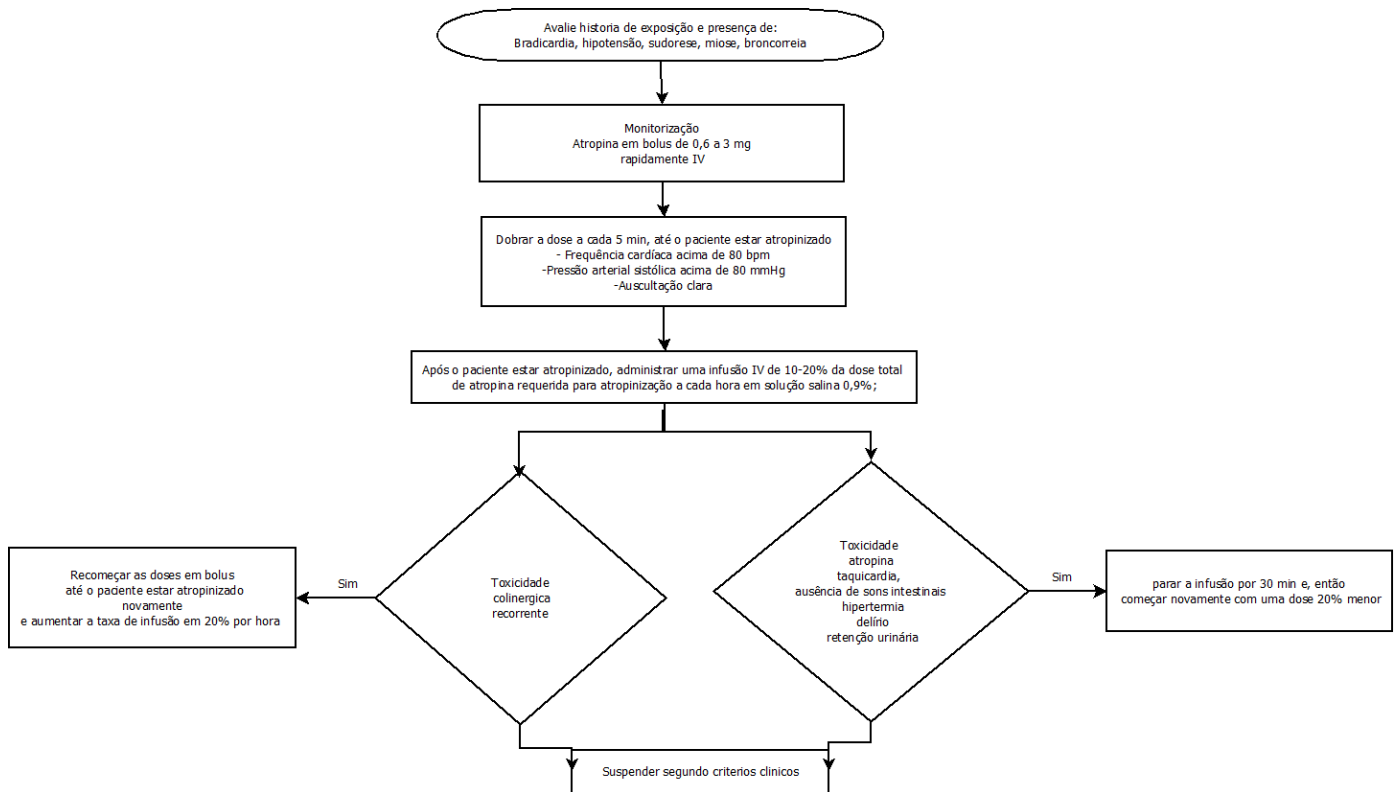 Avalie historia de exposição e presença de:
Bradicardia, hipotensão, sudorese, miose, broncorreia
Monitorização
Atropina em bolus de 0,6 a 3 mg
rapidamente IV
Dobrar a dose a cada 5 min, até o paciente estar atropinizado
- Frequência cardíaca acima de 80 bpm
-Pressão arterial sistólica acima de 80 mmHg
-Auscultação clara
Após o paciente estar atropinizado, administrar uma infusão IV de 10-20% da dose total
de atropina requerida para atropinização a cada hora em solução salina 0,9%;
Recomeçar as doses em bolus
até o paciente estar atropinizado
novamente
e aumentar a taxa de infusão em 20% por hora
Sim
Toxicidade
colinergica
recorrente
Toxicidade
atropina
taquicardia,
ausência de sons intestinais
hipertermia
delírio
retenção urinária
Sim
parar a infusão por 30 min e, então
começar novamente com uma dose 20% menor
Suspender segundo criterios clinicos